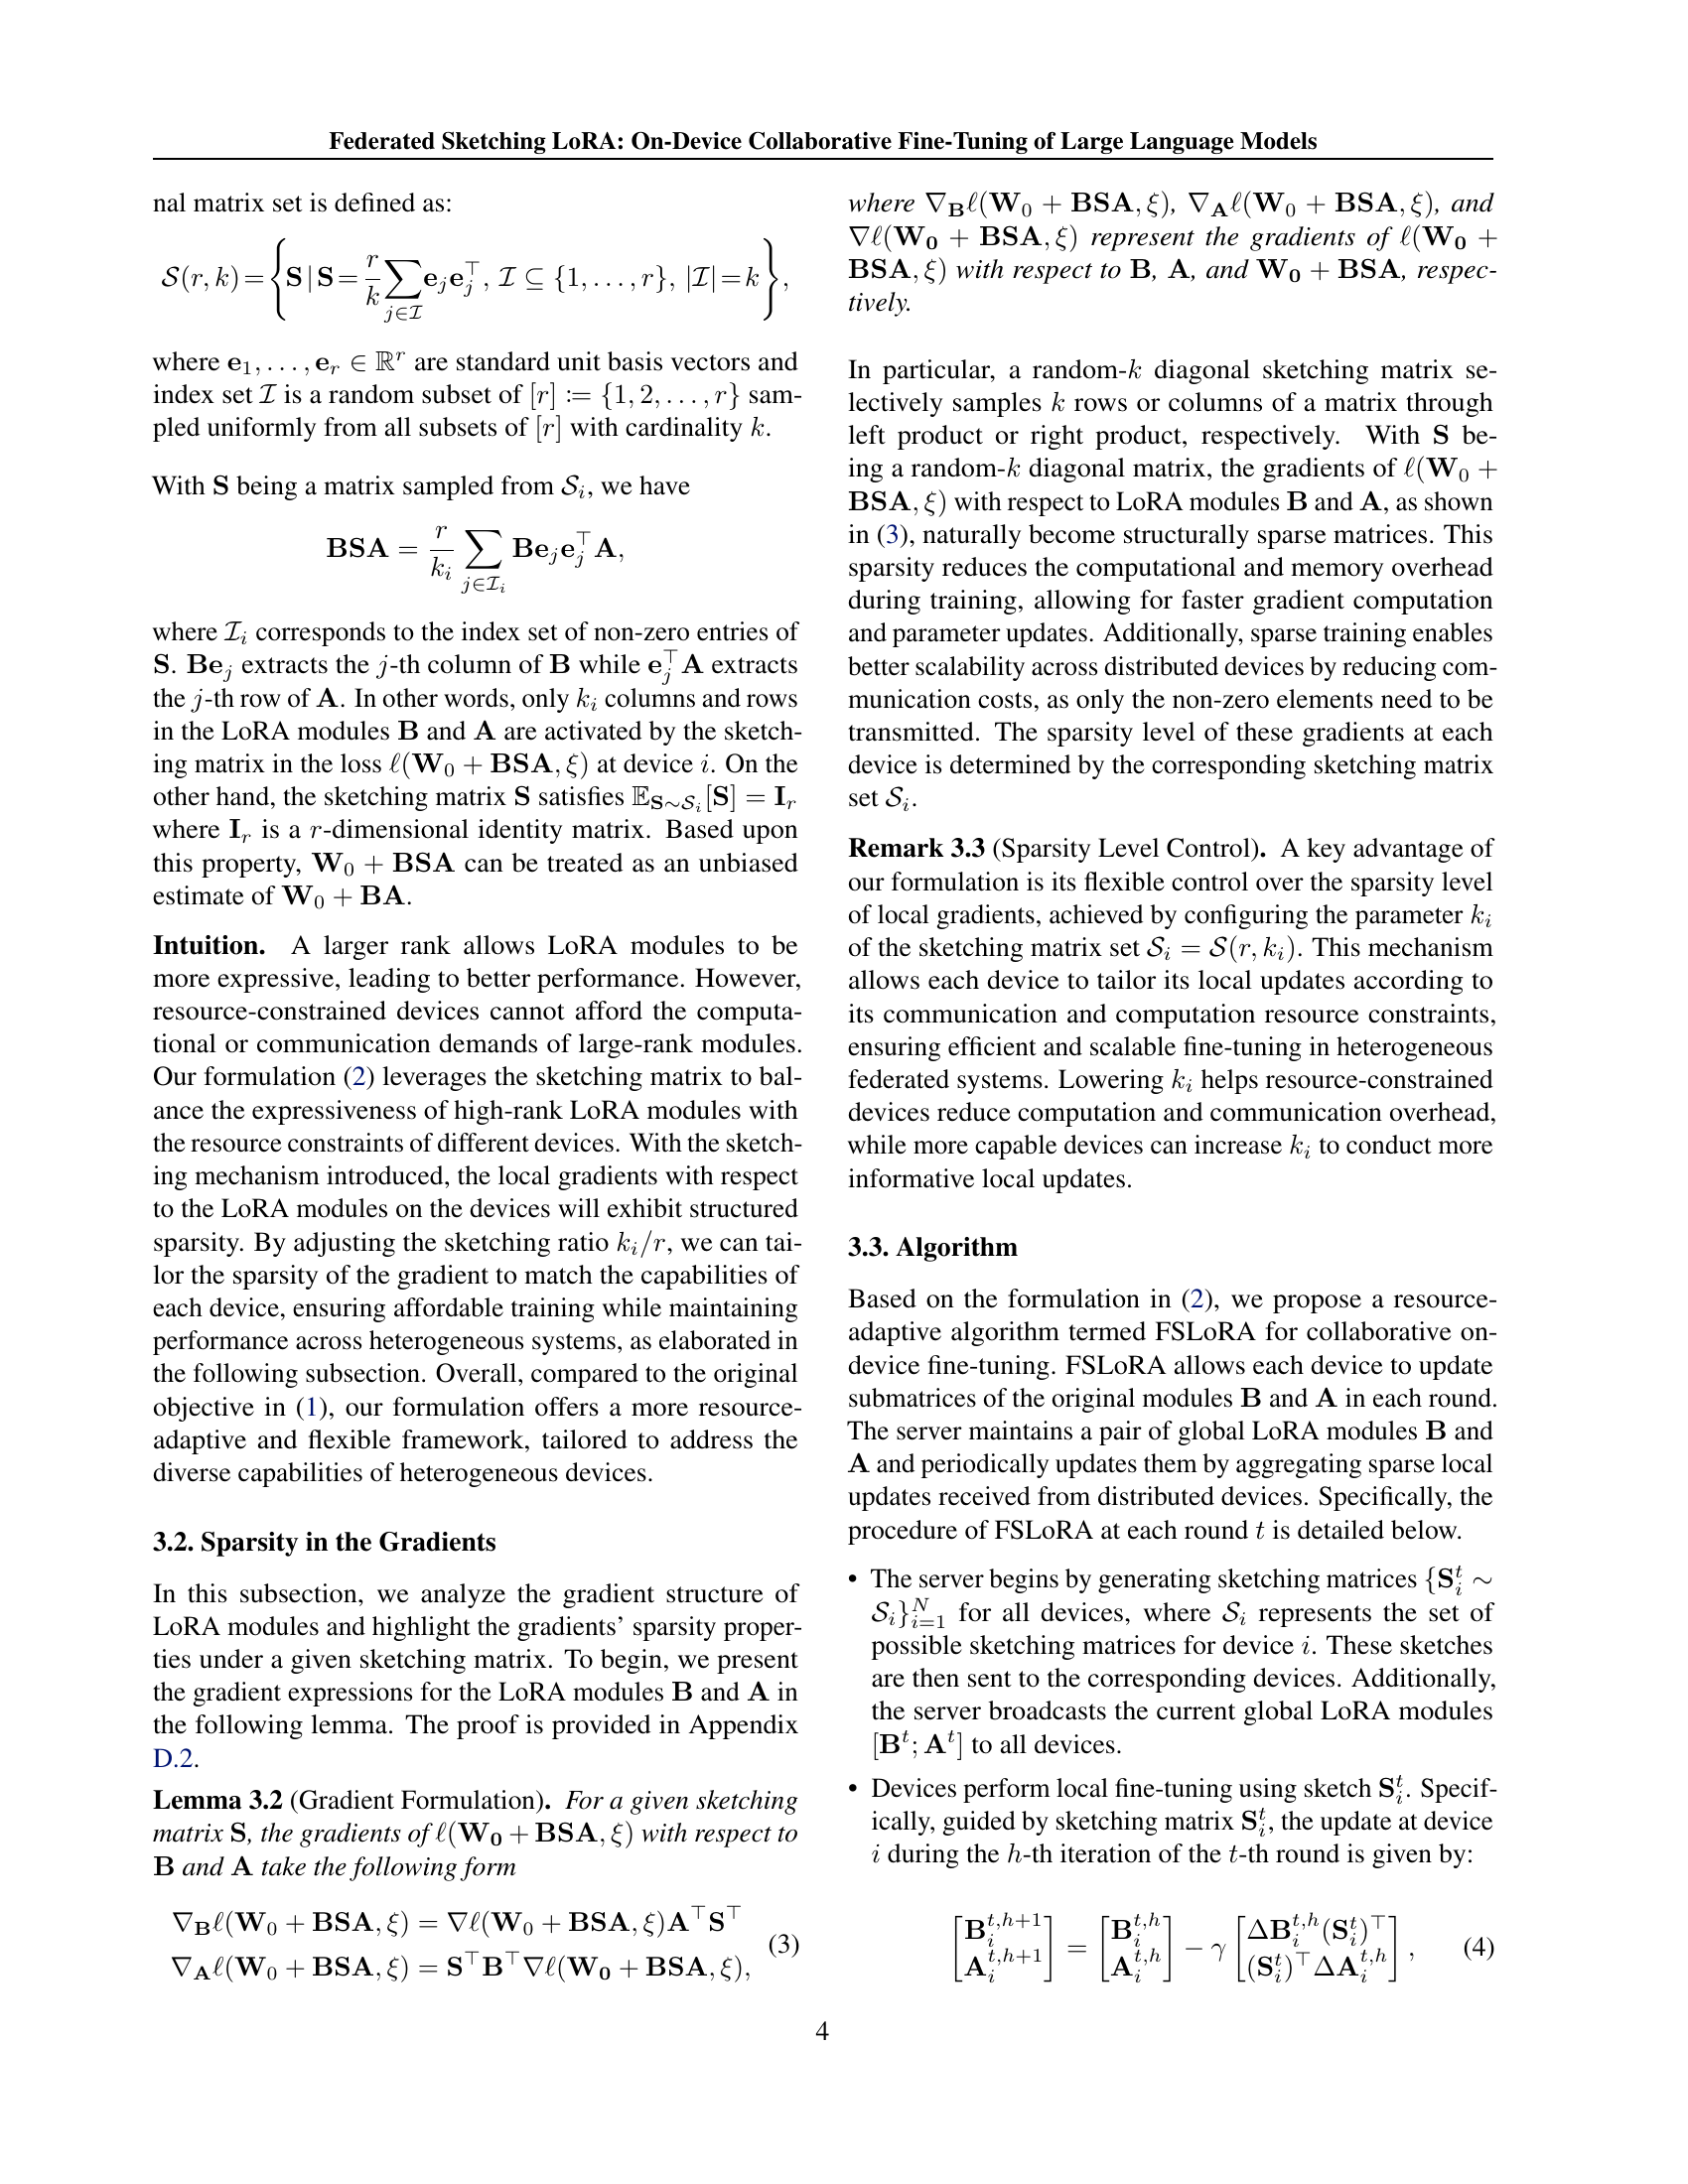 Federated Sketching LoRA: On-Device Collaborative Fine-Tuning of Large Language Models
nal matrix set is defined as:
$\mathcal{S}(r, k) = \left\{ \mathbf{S} \mid \mathbf{S} = \frac{r}{k} \sum_{j \in \mathcal{I}} \mathbf{e}_j \mathbf{e}_j^\top, \mathcal{I} \subseteq \{1, \ldots, r\}, |\mathcal{I}| = k \right\},$
where $\mathbf{e}_1, \ldots, \mathbf{e}_r \in \mathbb{R}^r$ are standard unit basis vectors and
index set $\mathcal{I}$ is a random subset of $[r] := \{1, 2, \ldots, r\}$ sam-
pled uniformly from all subsets of $[r]$ with cardinality $k$.
With $\mathbf{S}$ being a matrix sampled from $\mathcal{S}_i$, we have
$\mathbf{BSA} = \frac{r}{k_i} \sum_{j \in \mathcal{I}_i} \mathbf{B}\mathbf{e}_j \mathbf{e}_j^\top \mathbf{A},$
where $\mathcal{I}_i$ corresponds to the index set of non-zero entries of
$\mathbf{S}$. $\mathbf{Be}_j$ extracts the $j$-th column of $\mathbf{B}$ while $\mathbf{e}_j^\top \mathbf{A}$ extracts
the $j$-th row of $\mathbf{A}$. In other words, only $k_i$ columns and rows
in the LoRA modules $\mathbf{B}$ and $\mathbf{A}$ are activated by the sketch-
ing matrix in the loss $\ell(\mathbf{W}_0 + \mathbf{BSA}, \xi)$ at device $i$. On the
other hand, the sketching matrix $\mathbf{S}$ satisfies $\mathbb{E}_{\mathbf{S} \sim \mathcal{S}_i}[\mathbf{S}] = \mathbf{I}_r$
where $\mathbf{I}_r$ is a $r$-dimensional identity matrix. Based upon
this property, $\mathbf{W}_0 + \mathbf{BSA}$ can be treated as an unbiased
estimate of $\mathbf{W}_0 + \mathbf{BA}$.
Intuition. A larger rank allows LoRA modules to be
more expressive, leading to better performance. However,
resource-constrained devices cannot afford the computa-
tional or communication demands of large-rank modules.
Our formulation (2) leverages the sketching matrix to bal-
ance the expressiveness of high-rank LoRA modules with
the resource constraints of different devices. With the sketch-
ing mechanism introduced, the local gradients with respect
to the LoRA modules on the devices will exhibit structured
sparsity. By adjusting the sketching ratio $k_i/r$, we can tai-
lor the sparsity of the gradient to match the capabilities of
each device, ensuring affordable training while maintaining
performance across heterogeneous systems, as elaborated in
the following subsection. Overall, compared to the original
objective in (1), our formulation offers a more resource-
adaptive and flexible framework, tailored to address the
diverse capabilities of heterogeneous devices.
3.2. Sparsity in the Gradients
In this subsection, we analyze the gradient structure of
LoRA modules and highlight the gradients' sparsity proper-
ties under a given sketching matrix. To begin, we present
the gradient expressions for the LoRA modules $\mathbf{B}$ and $\mathbf{A}$ in
the following lemma. The proof is provided in Appendix
D.2.
Lemma 3.2 (Gradient Formulation). For a given sketching
matrix $\mathbf{S}$, the gradients of $\ell(\mathbf{W_0} + \mathbf{BSA}, \xi)$ with respect to
$\mathbf{B}$ and $\mathbf{A}$ take the following form
$\nabla_{\mathbf{B}} \ell(\mathbf{W}_0 + \mathbf{BSA}, \xi) = \nabla \ell(\mathbf{W}_0 + \mathbf{BSA}, \xi) \mathbf{A}^\top \mathbf{S}^\top$
$\nabla_{\mathbf{A}} \ell(\mathbf{W}_0 + \mathbf{BSA}, \xi) = \mathbf{S}^\top \mathbf{B}^\top \nabla \ell(\mathbf{W_0} + \mathbf{BSA}, \xi),$ (3)
where $\nabla_{\mathbf{B}} \ell(\mathbf{W}_0 + \mathbf{BSA}, \xi)$, $\nabla_{\mathbf{A}} \ell(\mathbf{W}_0 + \mathbf{BSA}, \xi)$, and
$\nabla \ell(\mathbf{W_0} + \mathbf{BSA}, \xi)$ represent the gradients of $\ell(\mathbf{W_0} +$
$\mathbf{BSA}, \xi)$ with respect to $\mathbf{B}$, $\mathbf{A}$, and $\mathbf{W_0} + \mathbf{BSA}$, respec-
tively.
In particular, a random-$k$ diagonal sketching matrix se-
lectively samples $k$ rows or columns of a matrix through
left product or right product, respectively. With $\mathbf{S}$ be-
ing a random-$k$ diagonal matrix, the gradients of $\ell(\mathbf{W}_0 +$
$\mathbf{BSA}, \xi)$ with respect to LoRA modules $\mathbf{B}$ and $\mathbf{A}$, as shown
in (3), naturally become structurally sparse matrices. This
sparsity reduces the computational and memory overhead
during training, allowing for faster gradient computation
and parameter updates. Additionally, sparse training enables
better scalability across distributed devices by reducing com-
munication costs, as only the non-zero elements need to be
transmitted. The sparsity level of these gradients at each
device is determined by the corresponding sketching matrix
set $\mathcal{S}_i$.
Remark 3.3 (Sparsity Level Control). A key advantage of
our formulation is its flexible control over the sparsity level
of local gradients, achieved by configuring the parameter $k_i$
of the sketching matrix set $\mathcal{S}_i = \mathcal{S}(r, k_i)$. This mechanism
allows each device to tailor its local updates according to
its communication and computation resource constraints,
ensuring efficient and scalable fine-tuning in heterogeneous
federated systems. Lowering $k_i$ helps resource-constrained
devices reduce computation and communication overhead,
while more capable devices can increase $k_i$ to conduct more
informative local updates.
3.3. Algorithm
Based on the formulation in (2), we propose a resource-
adaptive algorithm termed FSLoRA for collaborative on-
device fine-tuning. FSLoRA allows each device to update
submatrices of the original modules $\mathbf{B}$ and $\mathbf{A}$ in each round.
The server maintains a pair of global LoRA modules $\mathbf{B}$ and
$\mathbf{A}$ and periodically updates them by aggregating sparse local
updates received from distributed devices. Specifically, the
procedure of FSLoRA at each round $t$ is detailed below.
• The server begins by generating sketching matrices $\{\mathbf{S}_i^t \sim$
$\mathcal{S}_i\}_{i=1}^N$ for all devices, where $\mathcal{S}_i$ represents the set of
possible sketching matrices for device $i$. These sketches
are then sent to the corresponding devices. Additionally,
the server broadcasts the current global LoRA modules
$[\mathbf{B}^t; \mathbf{A}^t]$ to all devices.
• Devices perform local fine-tuning using sketch $\mathbf{S}_i^t$. Specif-
ically, guided by sketching matrix $\mathbf{S}_i^t$, the update at device
$i$ during the $h$-th iteration of the $t$-th round is given by:
$\begin{bmatrix} \mathbf{B}_i^{t,h+1} \\ \mathbf{A}_i^{t,h+1} \end{bmatrix} = \begin{bmatrix} \mathbf{B}_i^{t,h} \\ \mathbf{A}_i^{t,h} \end{bmatrix} - \gamma \begin{bmatrix} \Delta\mathbf{B}_i^{t,h} (\mathbf{S}_i^t)^\top \\ (\mathbf{S}_i^t)^\top \Delta\mathbf{A}_i^{t,h} \end{bmatrix},$ (4)
4